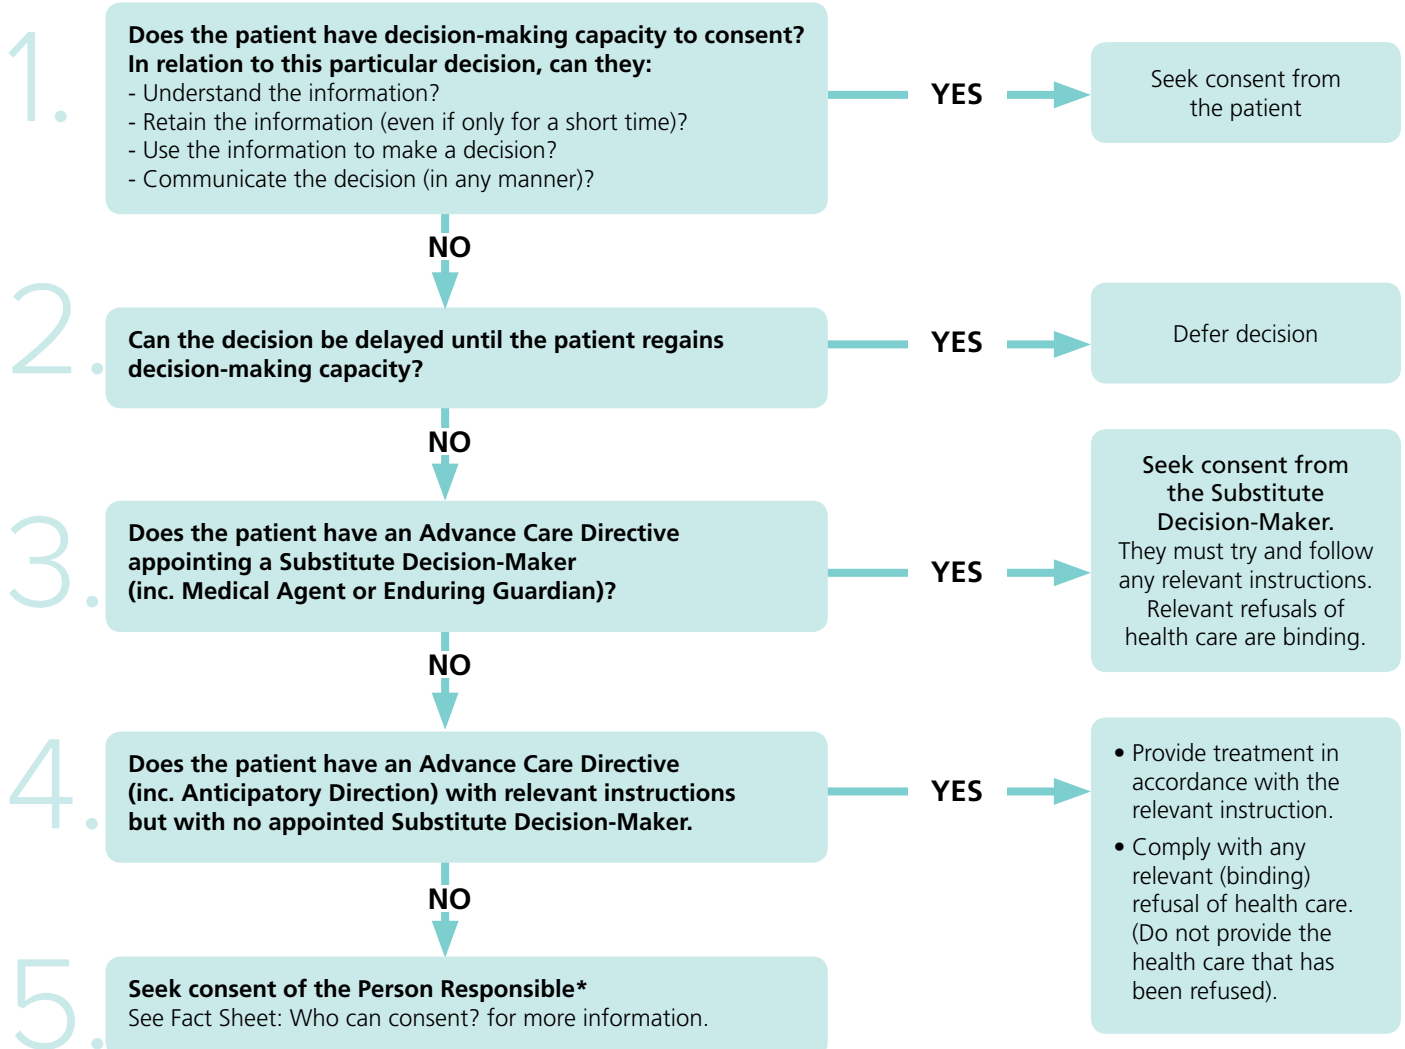 1.
Does the patient have decision-making capacity to consent?
In relation to this particular decision, can they:
- Understand the information?
- Retain the information (even if only for a short time)?
- Use the information to make a decision?
- Communicate the decision (in any manner)?
YES
Seek consent from
the patient
NO
2.
Can the decision be delayed until the patient regains
decision-making capacity?
YES
Defer decision
NO
3.
Does the patient have an Advance Care Directive
appointing a Substitute Decision-Maker
(inc. Medical Agent or Enduring Guardian)?
YES
Seek consent from
the Substitute
Decision-Maker.
They must try and follow
any relevant instructions.
Relevant refusals of
health care are binding.
NO
4.
Does the patient have an Advance Care Directive
(inc. Anticipatory Direction) with relevant instructions
but with no appointed Substitute Decision-Maker.
YES
• Provide treatment in
accordance with the
relevant instruction.
• Comply with any
relevant (binding)
refusal of health care.
(Do not provide the
health care that has
been refused).
NO
5.
Seek consent of the Person Responsible*
See Fact Sheet: Who can consent? for more information.